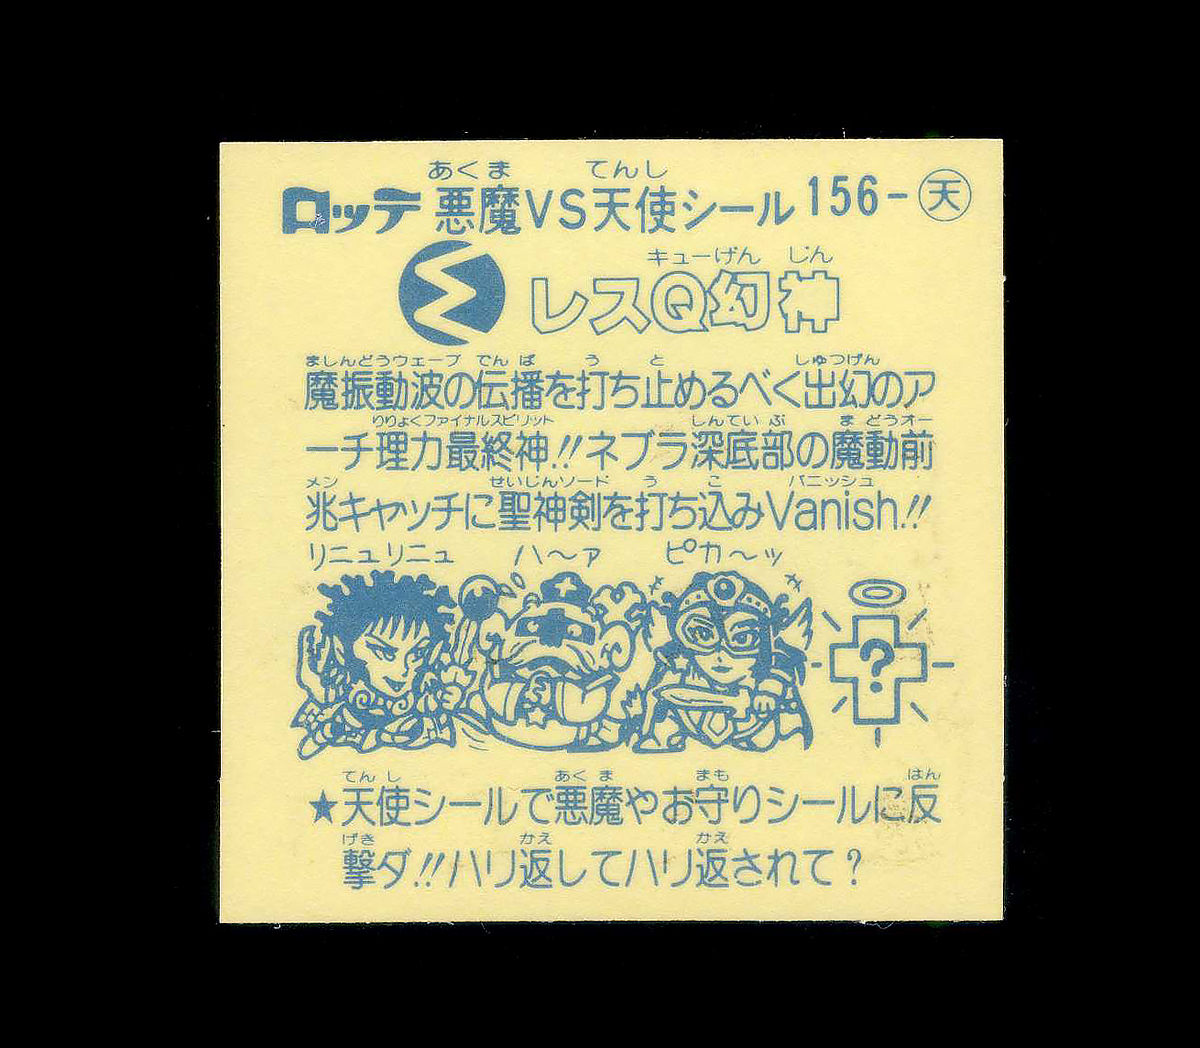 あくま てんし
ロッテ 悪魔VS天使シール 156-天
キューげん じん
レスQ幻神
ましんどうウェーブ でん ぱ う と しゅつげん
魔振動波の伝播を打ち止めるべく出幻のア
りりょくファイナルスピリット しんてい ぶ ま どうオー
ーチ理力最終神!!ネブラ深底部の魔動前
メン せいじんソード う こ バニッシュ
兆キャッチに聖神剣を打ち込みVanish!!
リニュリニュ ハ〜ァ ピカ〜ッ
?
てん し あく ま まも はん
★天使シールで悪魔やお守りシールに反
げき かえ かえ
撃ダ!!ハリ返してハリ返されて?